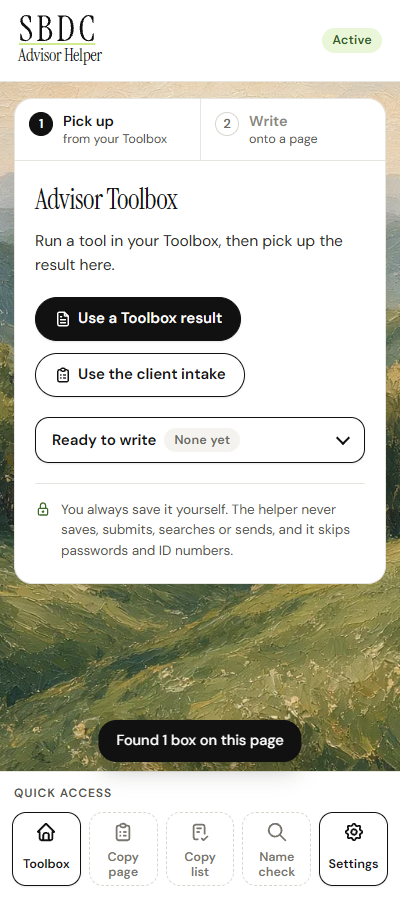 SBDC
Advisor Helper
Active
1 Pick up
from your Toolbox
2 Write
onto a page
Advisor Toolbox
Run a tool in your Toolbox, then pick up the
result here.
Use a Toolbox result
Use the client intake
Ready to write None yet
You always save it yourself. The helper never
saves, submits, searches or sends, and it skips
passwords and ID numbers.
Found 1 box on this page
QUICK ACCESS
Toolbox
Copy
page
Copy
list
Name
check
Settings